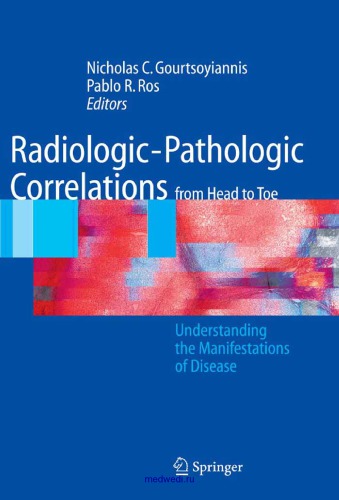 Nicholas C. Gourtsoyiannis
Pablo R. Ros
Editors
Radiologic-Pathologic
Correlations from Head to Toe
Understanding
the Manifestations
of Disease
Springer
medwedi.ru